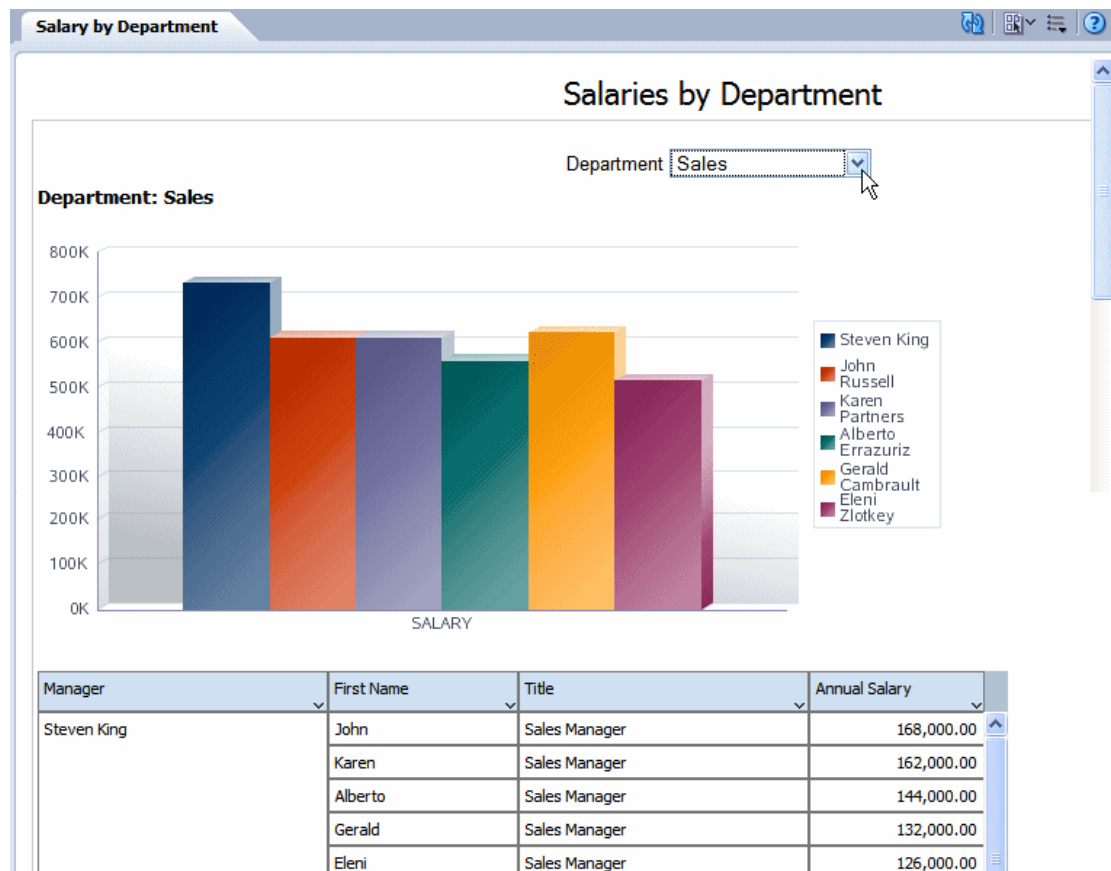 Salary by Department
?
Salaries by Department
Department Sales
Department: Sales
800K
700K
600K
500K
400K
300K
200K
100K
0K
SALARY
Steven King
John
Russell
Karen
Partners
Alberto
Errazuriz
Gerald
Cambrault
Eleni
Zlotkey
Manager First Name Title Annual Salary
Steven King John Sales Manager 168,000.00
Karen Sales Manager 162,000.00
Alberto Sales Manager 144,000.00
Gerald Sales Manager 132,000.00
Eleni Sales Manager 126,000.00